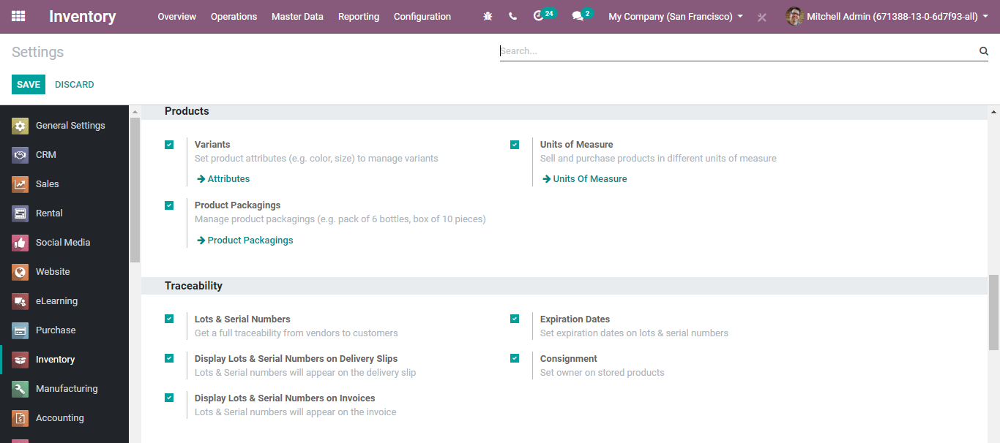 Inventory Overview Operations Master Data Reporting Configuration 24 2 My Company (San Francisco) Mitchell Admin (671388-13-0-6d7f93-all)
Settings Search...
SAVE DISCARD
General Settings
CRM
Sales
Rental
Social Media
Website
eLearning
Purchase
Inventory
Manufacturing
Accounting
Products
Variants
Set product attributes (e.g. color, size) to manage variants
Attributes
Units of Measure
Sell and purchase products in different units of measure
Units Of Measure
Product Packagings
Manage product packagings (e.g. pack of 6 bottles, box of 10 pieces)
Product Packagings
Traceability
Lots & Serial Numbers
Get a full traceability from vendors to customers
Expiration Dates
Set expiration dates on lots & serial numbers
Display Lots & Serial Numbers on Delivery Slips
Lots & Serial numbers will appear on the delivery slip
Consignment
Set owner on stored products
Display Lots & Serial Numbers on Invoices
Lots & Serial numbers will appear on the invoice